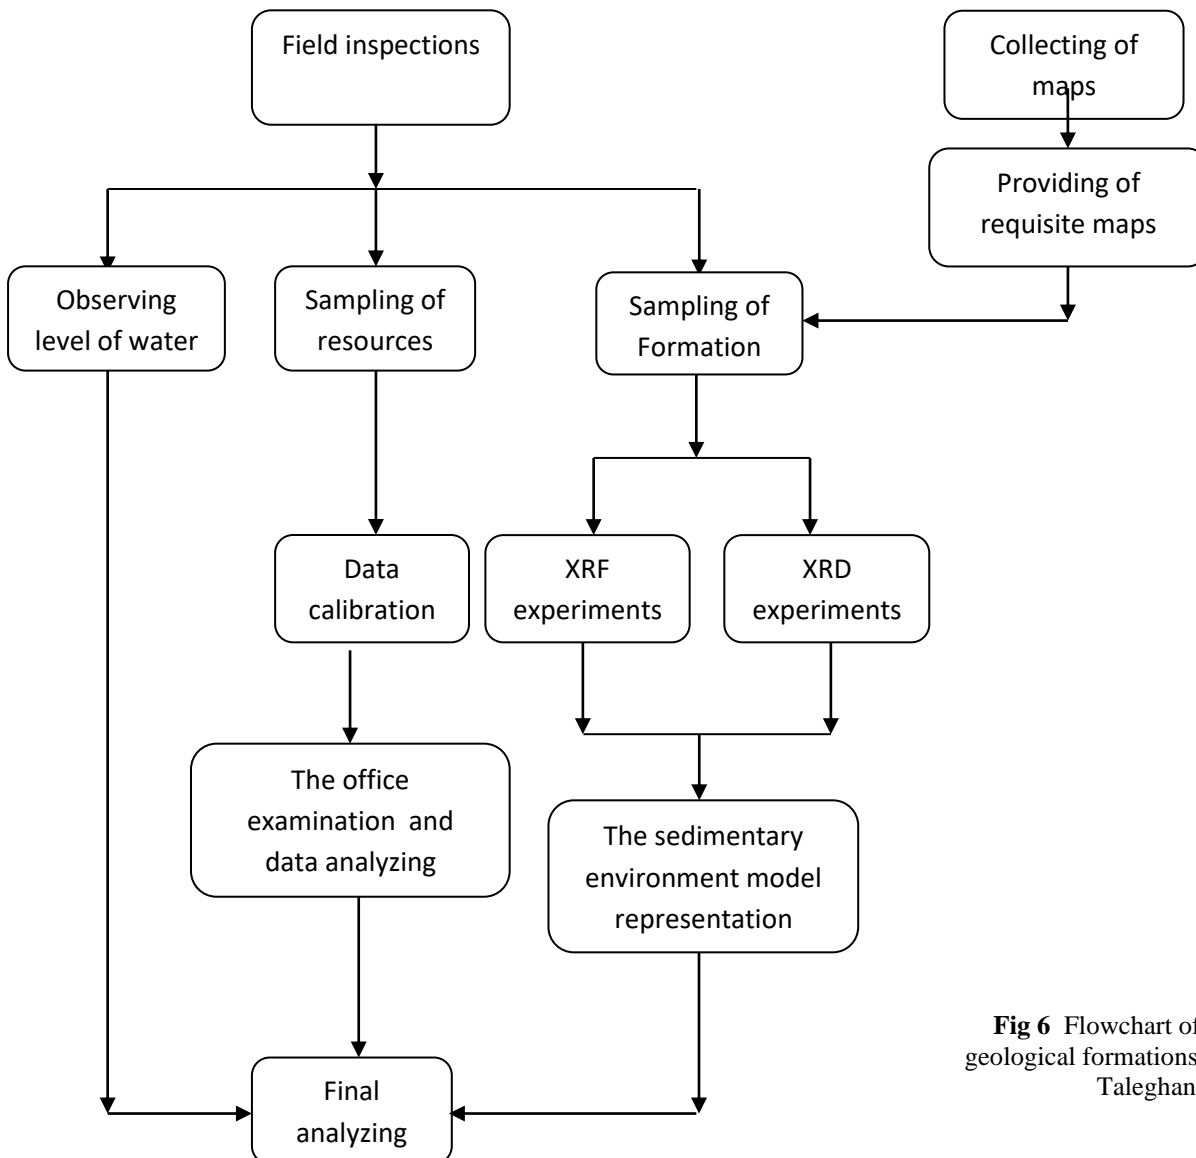 Field inspections
Collecting of
maps
Providing of
requisite maps
Observing
level of water
Sampling of
resources
Sampling of
Formation
Data
calibration
XRF
experiments
XRD
experiments
The office
examination and
data analyzing
The sedimentary
environment model
representation
Final
analyzing
Fig 6 Flowchart of
geological formations
Taleghan